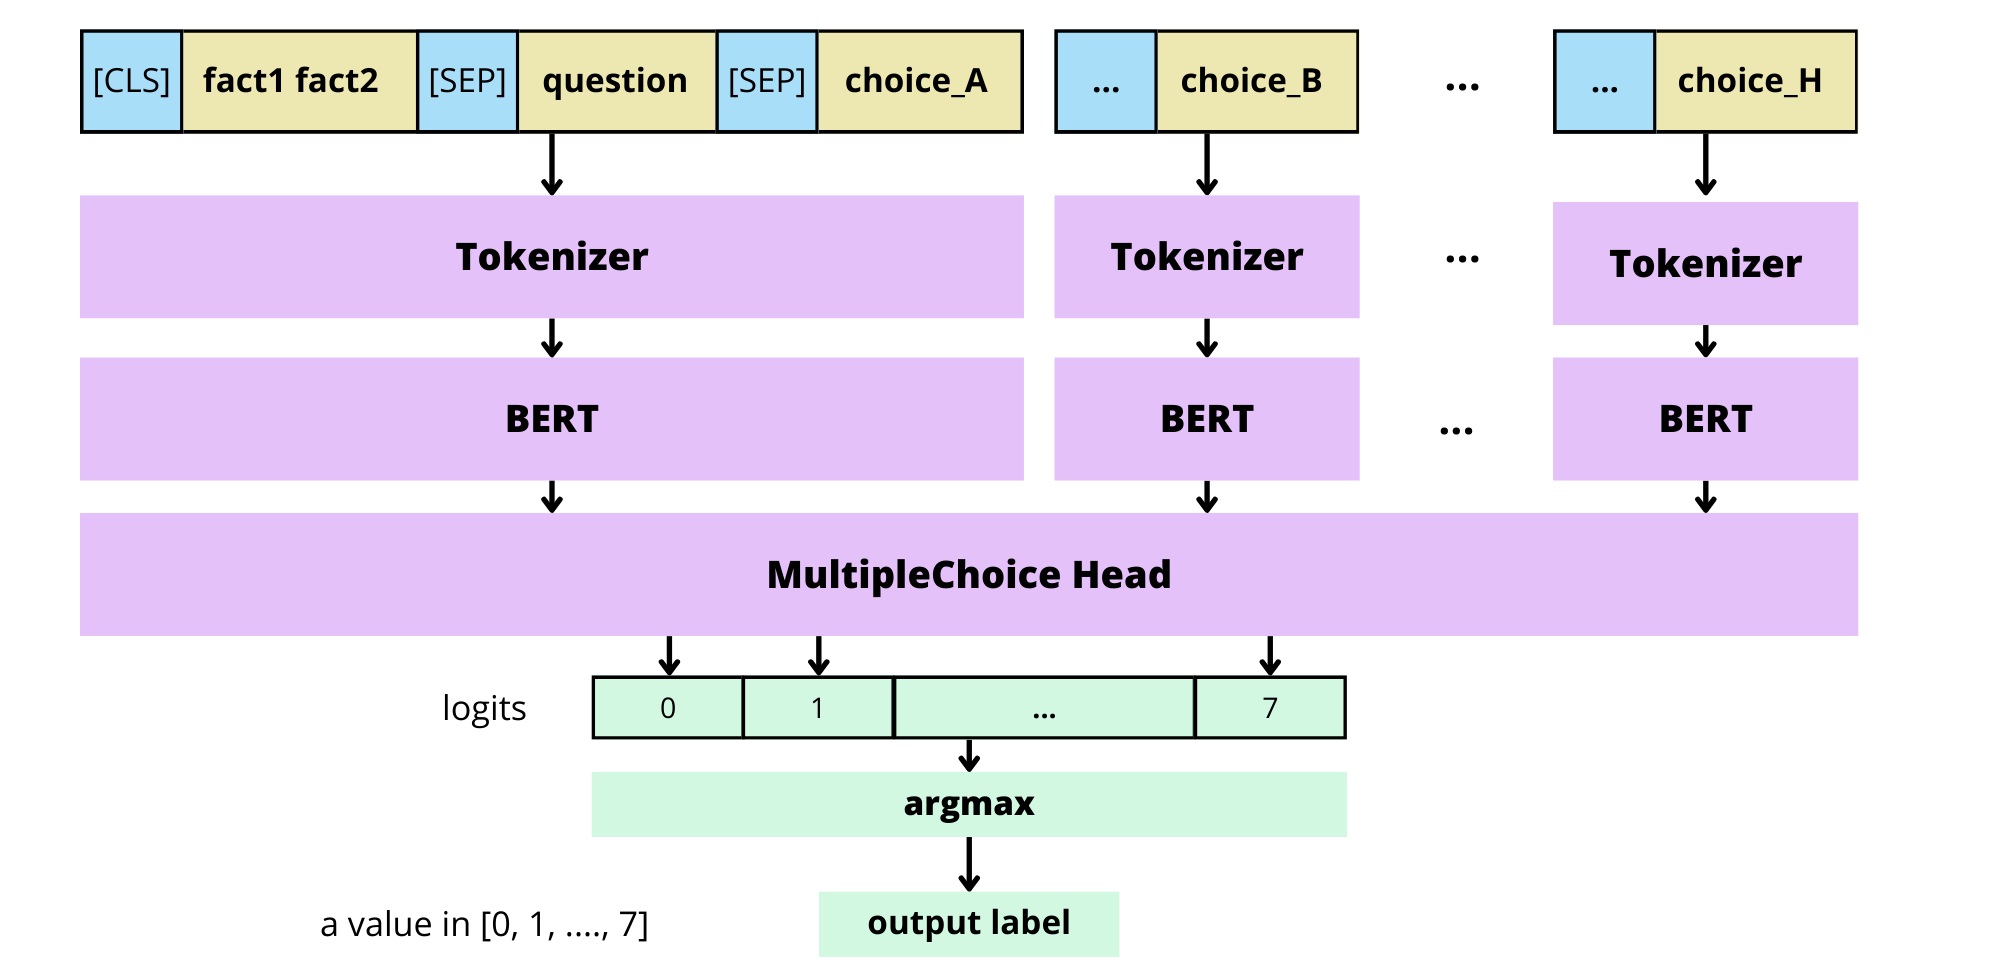 [CLS] fact1 fact2 [SEP] question [SEP] choice_A ... choice_B ... ... choice_H
Tokenizer Tokenizer ... Tokenizer
BERT BERT ... BERT
MultipleChoice Head
logits 0 1 ... 7
argmax
a value in [0, 1, ...., 7] output label